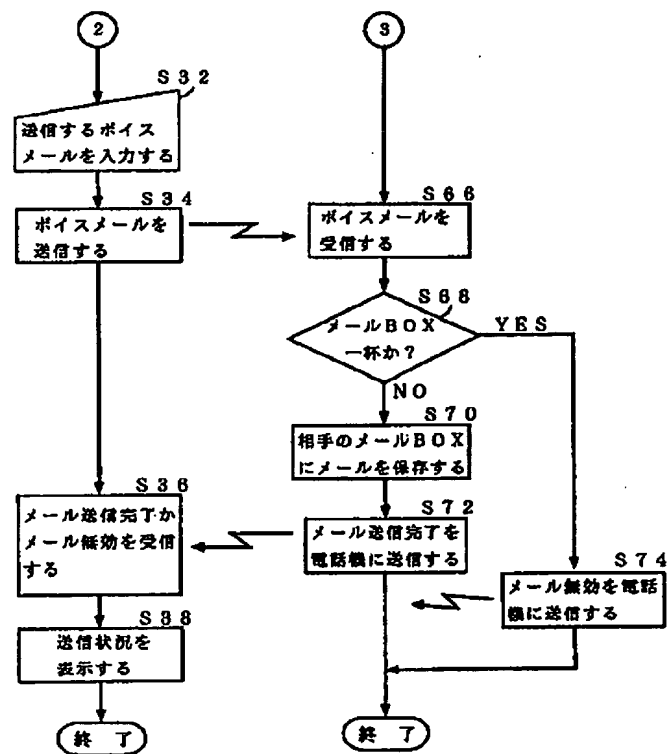 2
3
S32
送信するボイス
メールを入力する
S34
ボイスメールを
送信する
S66
ボイスメールを
受信する
S68
メールBOX
一杯か?
YES
NO
S70
相手のメールBOX
にメールを保存する
S36
メール送信完了か
メール無効を受信
する
S72
メール送信完了を
電話機に送信する
S74
メール無効を電話
機に送信する
S38
送信状況を
表示する
終了
終了